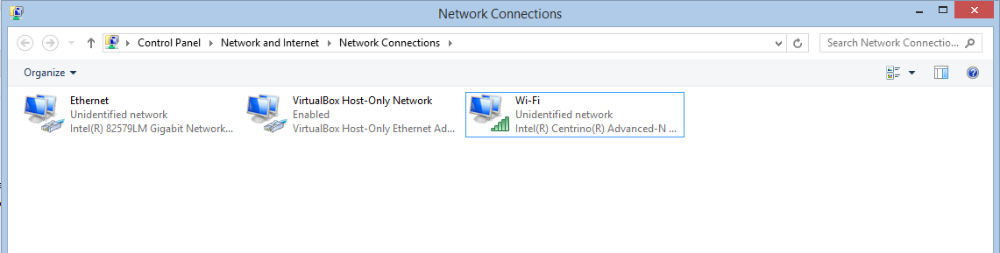 Network Connections
Control Panel Network and Internet Network Connections
Search Network Connectio...
Organize
Ethernet
Unidentified network
Intel(R) 82579LM Gigabit Network...
VirtualBox Host-Only Network
Enabled
VirtualBox Host-Only Ethernet Ad...
Wi-Fi
Unidentified network
Intel(R) Centrino(R) Advanced-N ...